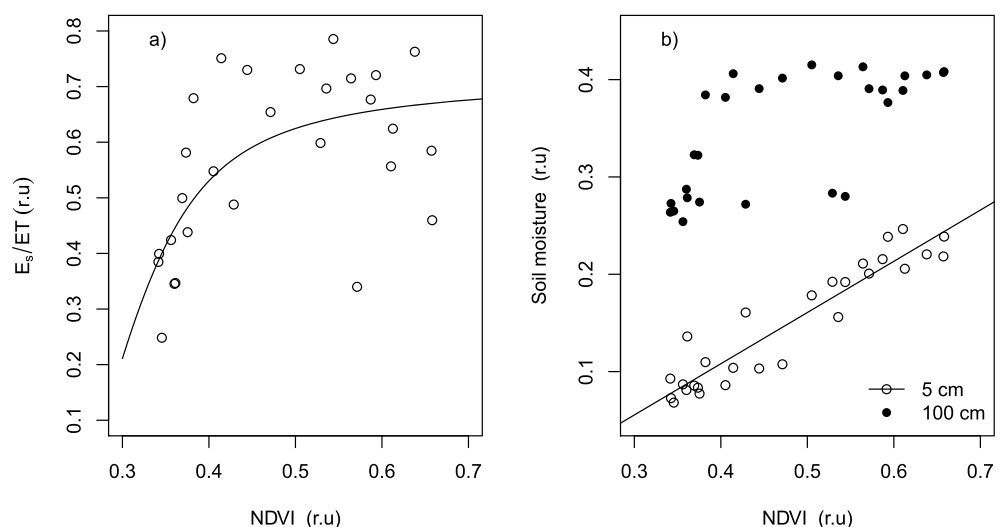 a)
0.8
0.7
0.6
0.5
0.4
0.3
0.2
0.1
Es/ET (r.u)
0.3 0.4 0.5 0.6 0.7
NDVI (r.u)
b)
0.4
0.3
0.2
0.1
Soil moisture (r.u)
5 cm
100 cm
0.3 0.4 0.5 0.6 0.7
NDVI (r.u)